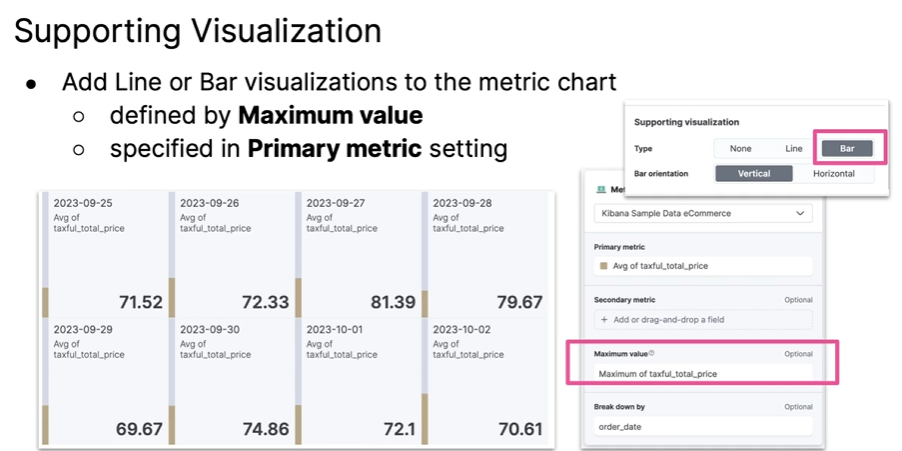 Supporting Visualization
● Add Line or Bar visualizations to the metric chart
○ defined by Maximum value
○ specified in Primary metric setting
Supporting visualization
Type None Line Bar
Bar orientation Vertical Horizontal
Kibana Sample Data eCommerce
Primary metric
Avg of taxful_total_price
Secondary metric Optional
+ Add or drag-and-drop a field
Maximum value Optional
Maximum of taxful_total_price
Break down by Optional
order_date
2023-09-25
Avg of
taxful_total_price
71.52
2023-09-26
Avg of
taxful_total_price
72.33
2023-09-27
Avg of
taxful_total_price
81.39
2023-09-28
Avg of
taxful_total_price
79.67
2023-09-29
Avg of
taxful_total_price
69.67
2023-09-30
Avg of
taxful_total_price
74.86
2023-10-01
Avg of
taxful_total_price
72.1
2023-10-02
Avg of
taxful_total_price
70.61